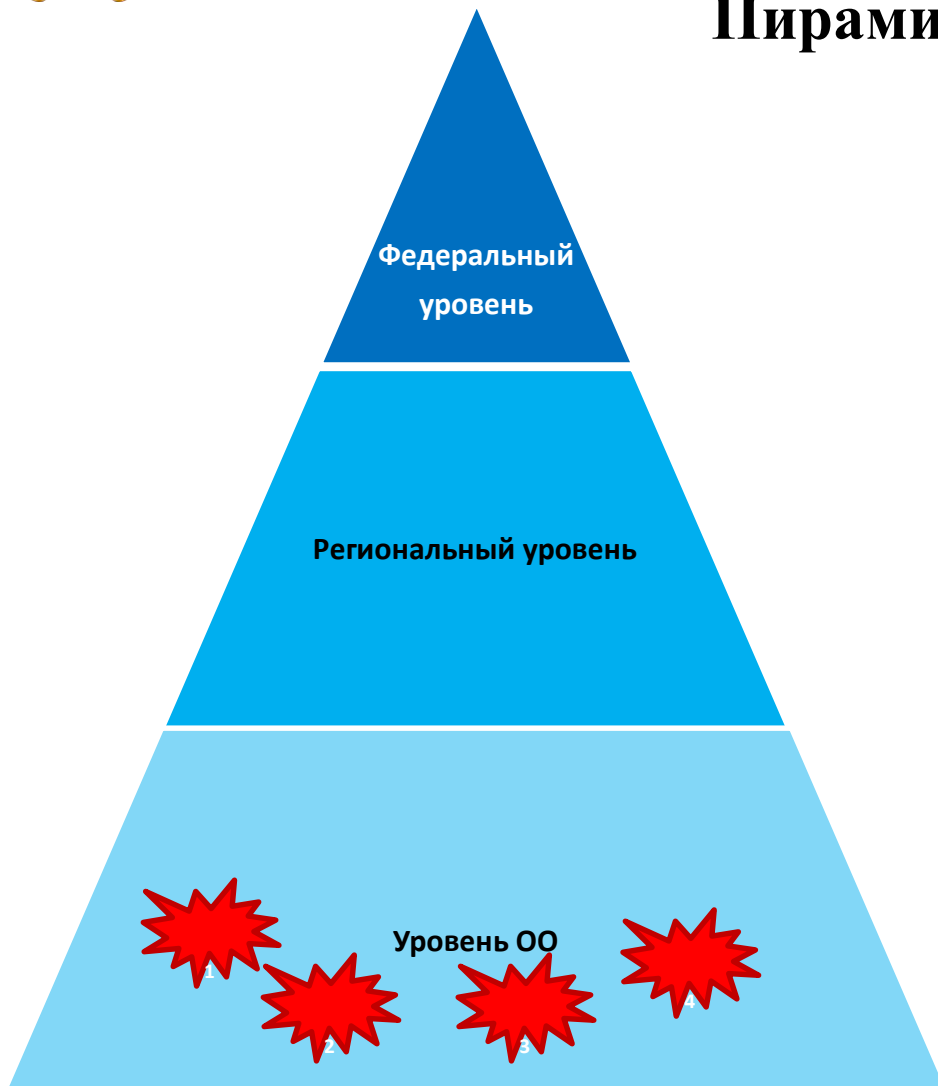 Пирами
Федеральный
уровень
Региональный уровень
Уровень ОО
1
4
2
3